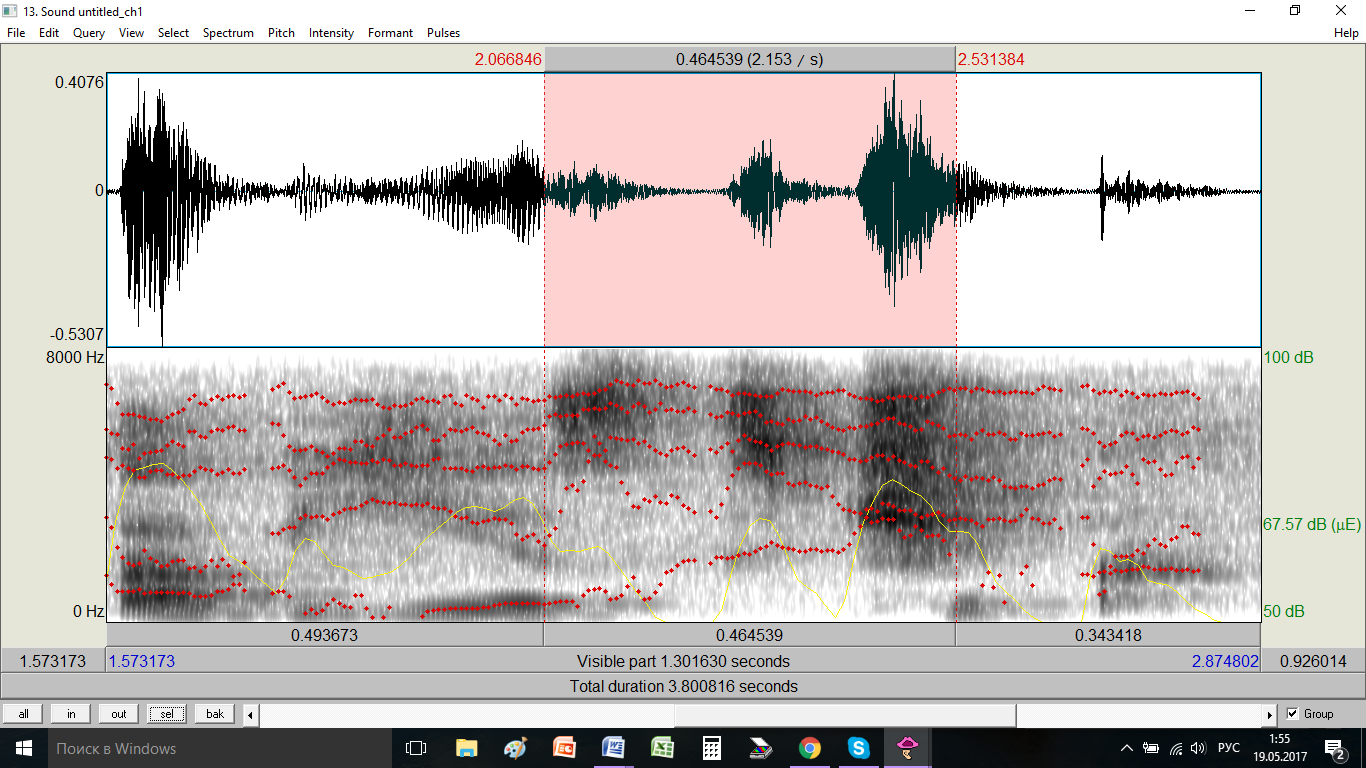 13. Sound untitled_ch1
File Edit Query View Select Spectrum Pitch Intensity Formant Pulses Help
2.066846 0.464539 (2.153 / s) 2.531384
0.4076
0
-0.5307
8000 Hz 100 dB
67.57 dB (µE)
0 Hz 50 dB
0.493673 0.464539 0.343418
1.573173 1.573173 Visible part 1.301630 seconds 2.874802 0.926014
Total duration 3.800816 seconds
all in out sel bak Group
Поиск в Windows РУС 1:55
19.05.2017 2